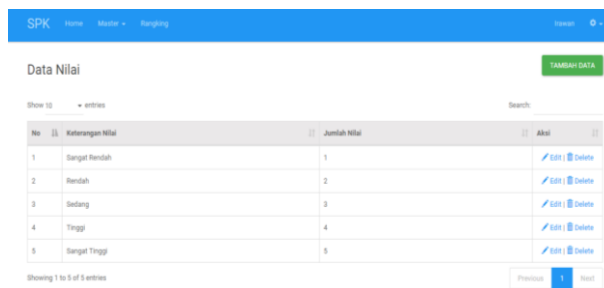 SPK Home Master Rangking Irawan
Data Nilai TAMBAH DATA
Show 10 entries Search:
No Keterangan Nilai Jumlah Nilai Aksi
1 Sangat Rendah 1 Edit | Delete
2 Rendah 2 Edit | Delete
3 Sedang 3 Edit | Delete
4 Tinggi 4 Edit | Delete
5 Sangat Tinggi 5 Edit | Delete
Showing 1 to 5 of 5 entries Previous 1 Next